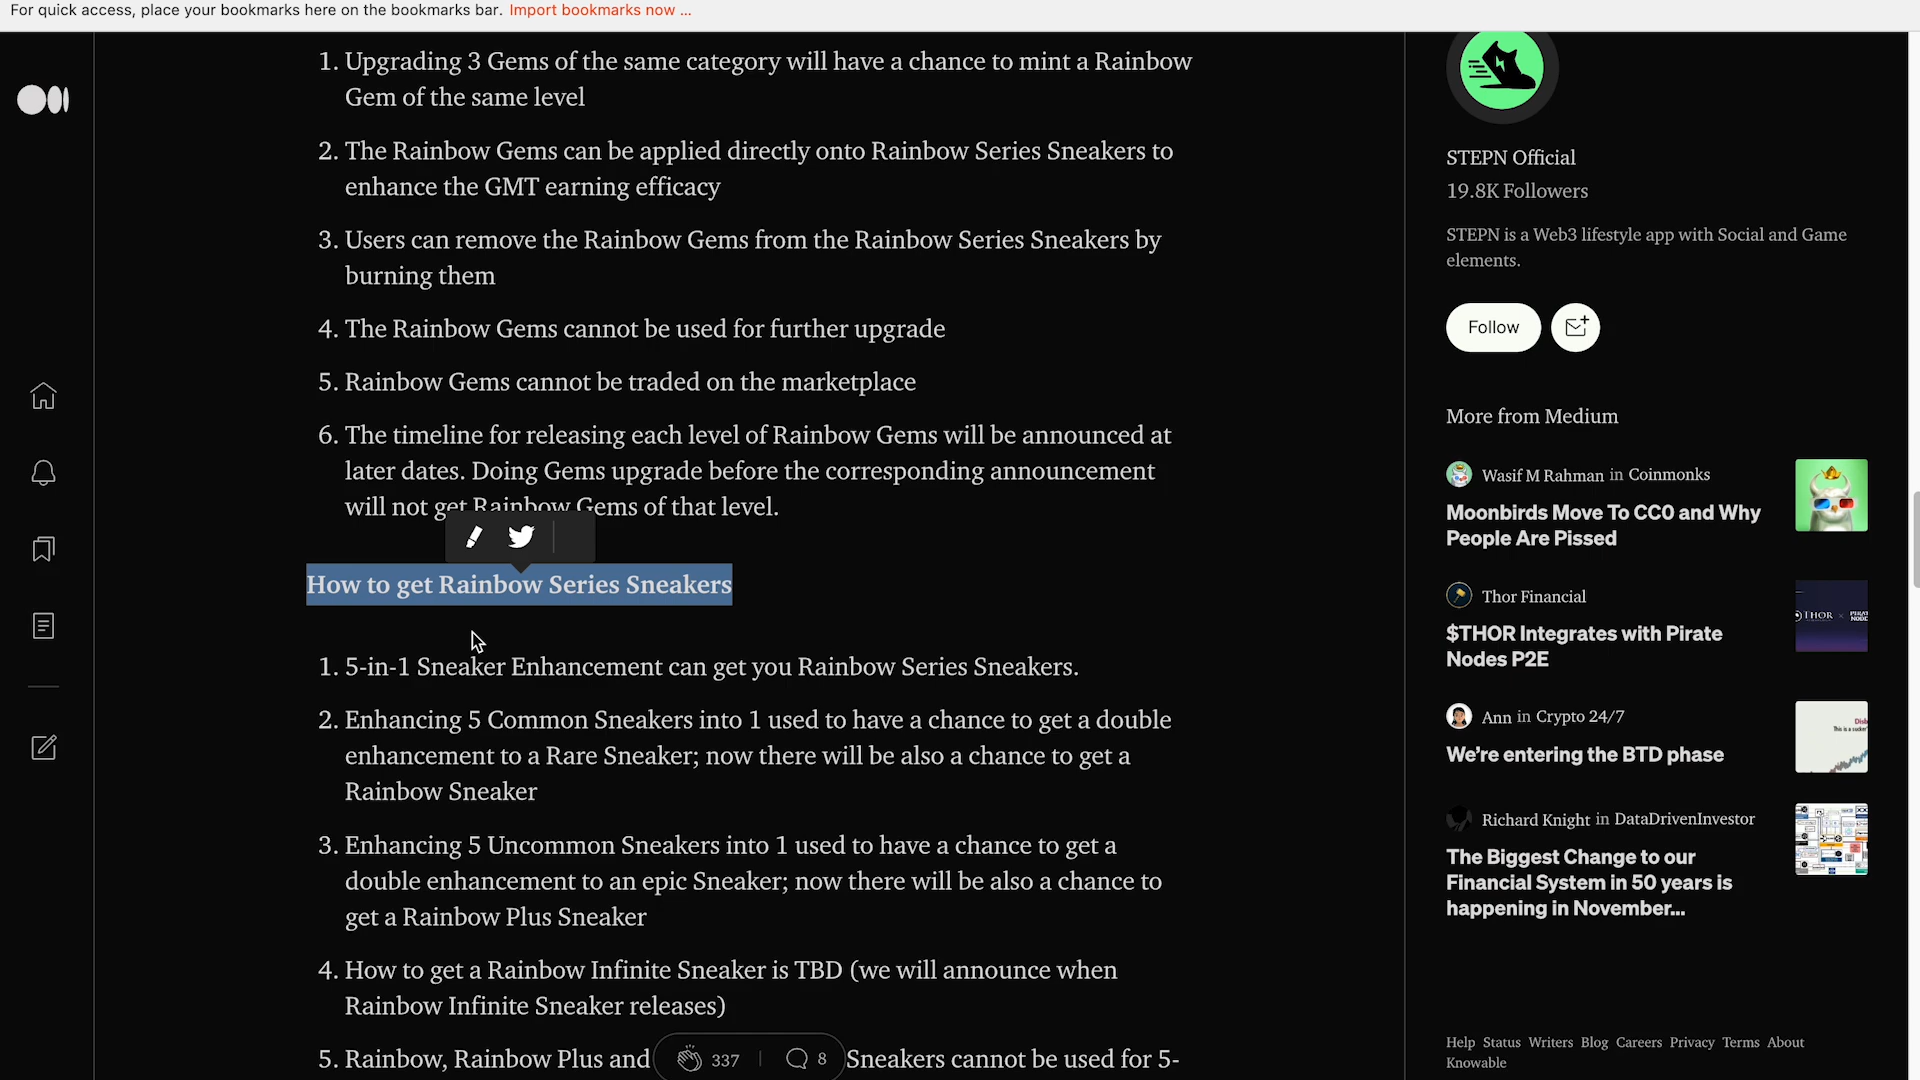 For quick access, place your bookmarks here on the bookmarks bar. Import bookmarks now ...
1. Upgrading 3 Gems of the same category will have a chance to mint a Rainbow
Gem of the same level
2. The Rainbow Gems can be applied directly onto Rainbow Series Sneakers to
enhance the GMT earning efficacy
3. Users can remove the Rainbow Gems from the Rainbow Series Sneakers by
burning them
4. The Rainbow Gems cannot be used for further upgrade
5. Rainbow Gems cannot be traded on the marketplace
6. The timeline for releasing each level of Rainbow Gems will be announced at
later dates. Doing Gems upgrade before the corresponding announcement
will not get Rainbow Gems of that level.
How to get Rainbow Series Sneakers
1. 5-in-1 Sneaker Enhancement can get you Rainbow Series Sneakers.
2. Enhancing 5 Common Sneakers into 1 used to have a chance to get a double
enhancement to a Rare Sneaker; now there will be also a chance to get a
Rainbow Sneaker
3. Enhancing 5 Uncommon Sneakers into 1 used to have a chance to get a
double enhancement to an epic Sneaker; now there will be also a chance to
get a Rainbow Plus Sneaker
4. How to get a Rainbow Infinite Sneaker is TBD (we will announce when
Rainbow Infinite Sneaker releases)
5. Rainbow, Rainbow Plus and Sneakers cannot be used for 5-
337 8
STEPN Official
19.8K Followers
STEPN is a Web3 lifestyle app with Social and Game
elements.
Follow
More from Medium
Wasif M Rahman in Coinmonks
Moonbirds Move To CC0 and Why
People Are Pissed
Thor Financial
$THOR Integrates with Pirate
Nodes P2E
THOR
Ann in Crypto 24/7
We're entering the BTD phase
Richard Knight in DataDrivenInvestor
The Biggest Change to our
Financial System in 50 years is
happening in November...
Help Status Writers Blog Careers Privacy Terms About
Knowable